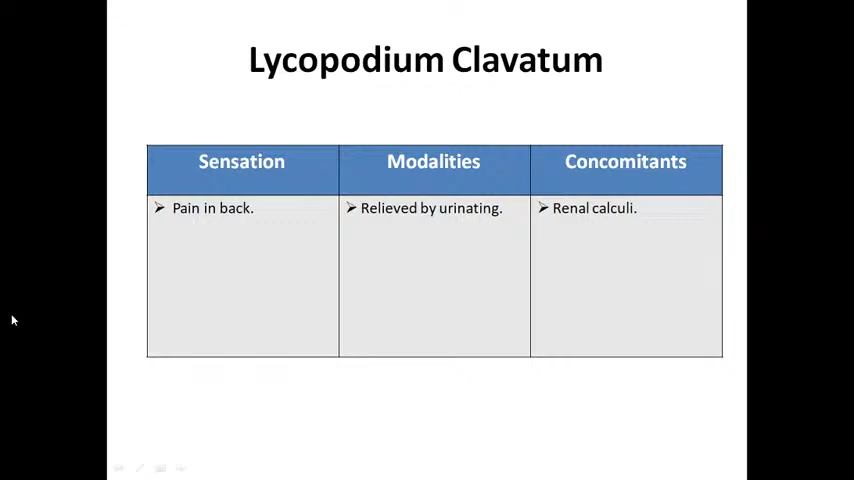 Lycopodium Clavatum
Sensation Modalities Concomitants
➢ Pain in back. ➢ Relieved by urinating. ➢ Renal calculi.